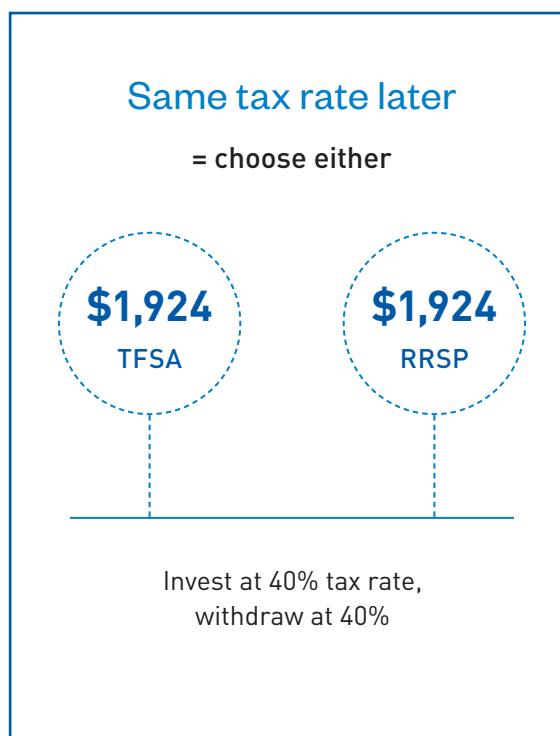 Same tax rate later
= choose either
$1,924 $1,924
TFSA RRSP
Invest at 40% tax rate,
withdraw at 40%